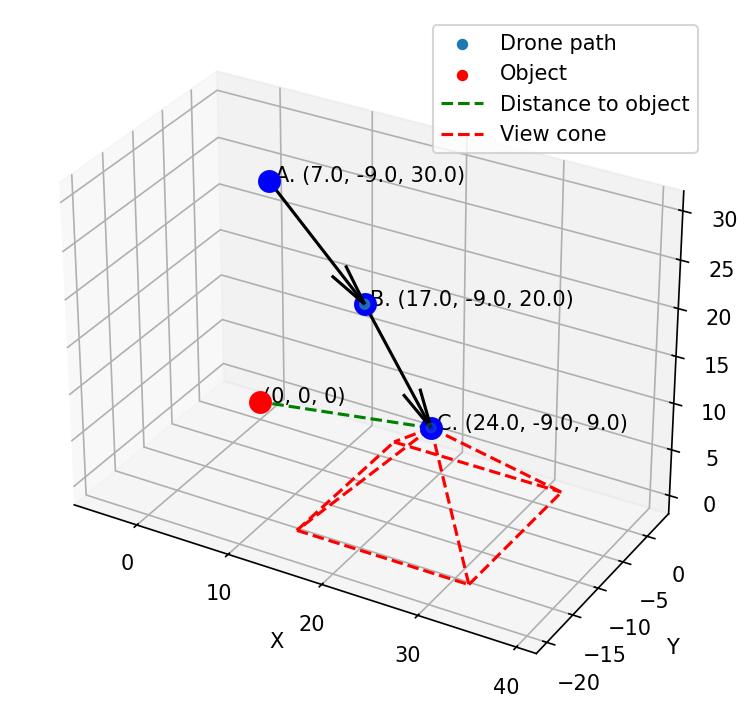 Drone path
Object
Distance to object
View cone
A. (7.0, -9.0, 30.0)
B. (17.0, -9.0, 20.0)
(0, 0, 0)
C. (24.0, -9.0, 9.0)
30
25
20
15
10
5
0
0
10
20
30
40
X
0
−5
−10
−15
−20
Y